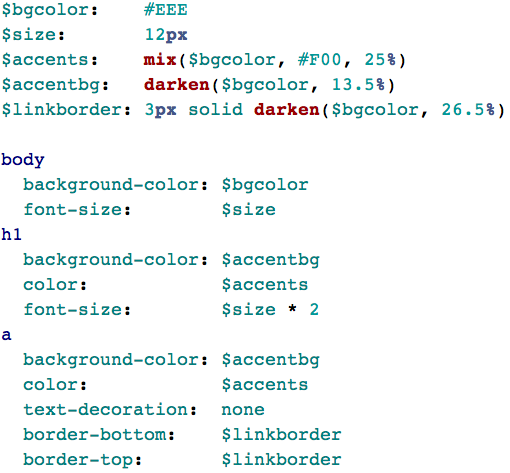 $bgcolor:    #EEE
$size:       12px
$accents:    mix($bgcolor, #F00, 25%)
$accentbg:   darken($bgcolor, 13.5%)
$linkborder: 3px solid darken($bgcolor, 26.5%)

body
  background-color: $bgcolor
  font-size:        $size
h1
  background-color: $accentbg
  color:            $accents
  font-size:        $size * 2
a
  background-color: $accentbg
  color:            $accents
  text-decoration:  none
  border-bottom:    $linkborder
  border-top:       $linkborder